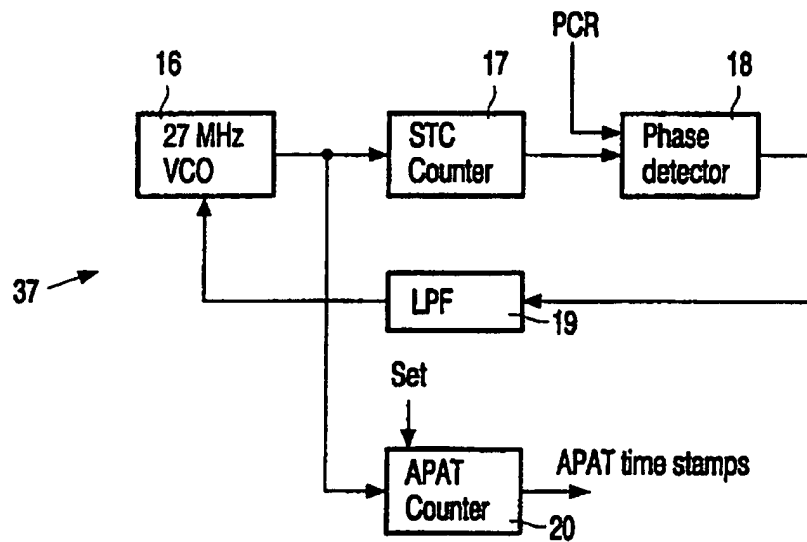 PCR
16
17
18
27 MHz
VCO
STC
Counter
Phase
detector
37
LPF
19
Set
APAT
Counter
APAT time stamps
20